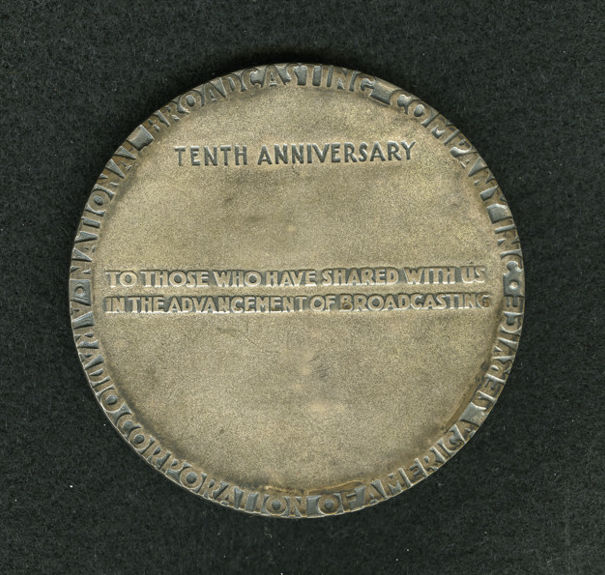 NATIONAL BROADCASTING COMPANY INC.
A RADIO CORPORATION OF AMERICA SERVICE
TENTH ANNIVERSARY
TO THOSE WHO HAVE SHARED WITH US
IN THE ADVANCEMENT OF BROADCASTING